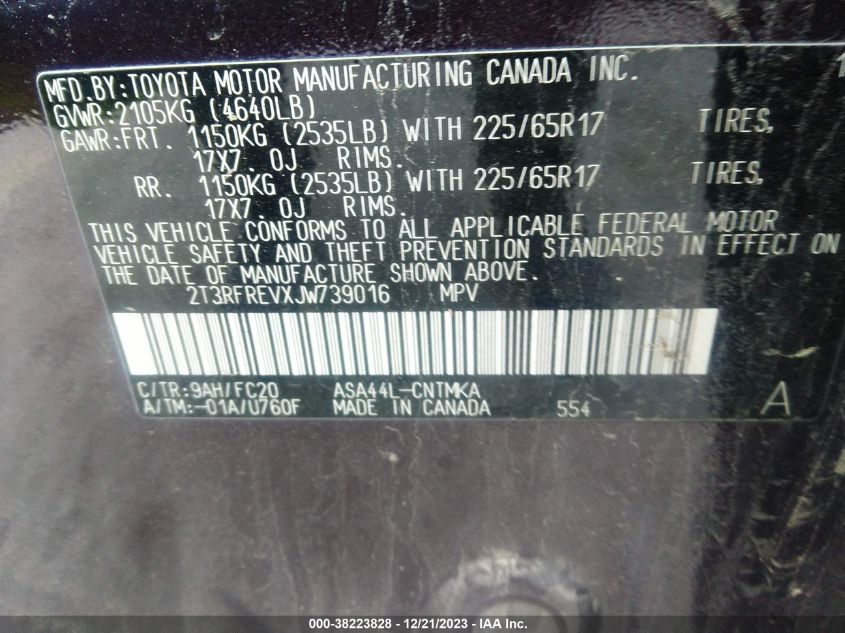 MFD. BY: TOYOTA MOTOR MANUFACTURING CANADA INC. 1
GVWR: 2105KG (4640LB)
GAWR: FRT. 1150KG (2535LB) WITH 225/65R17 TIRES,
17X7.0J RIMS.
RR. 1150KG (2535LB) WITH 225/65R17 TIRES,
17X7.0J RIMS.
THIS VEHICLE CONFORMS TO ALL APPLICABLE FEDERAL MOTOR
VEHICLE SAFETY AND THEFT PREVENTION STANDARDS IN EFFECT ON
THE DATE OF MANUFACTURE SHOWN ABOVE.
2T3RFREVXJW739016 MPV
C/TR: 9AH/FC20 ASA44L-CNTMKA
A/TM: -01A/U760F MADE IN CANADA 554 A
000-38223828 - 12/21/2023 - IAA Inc.